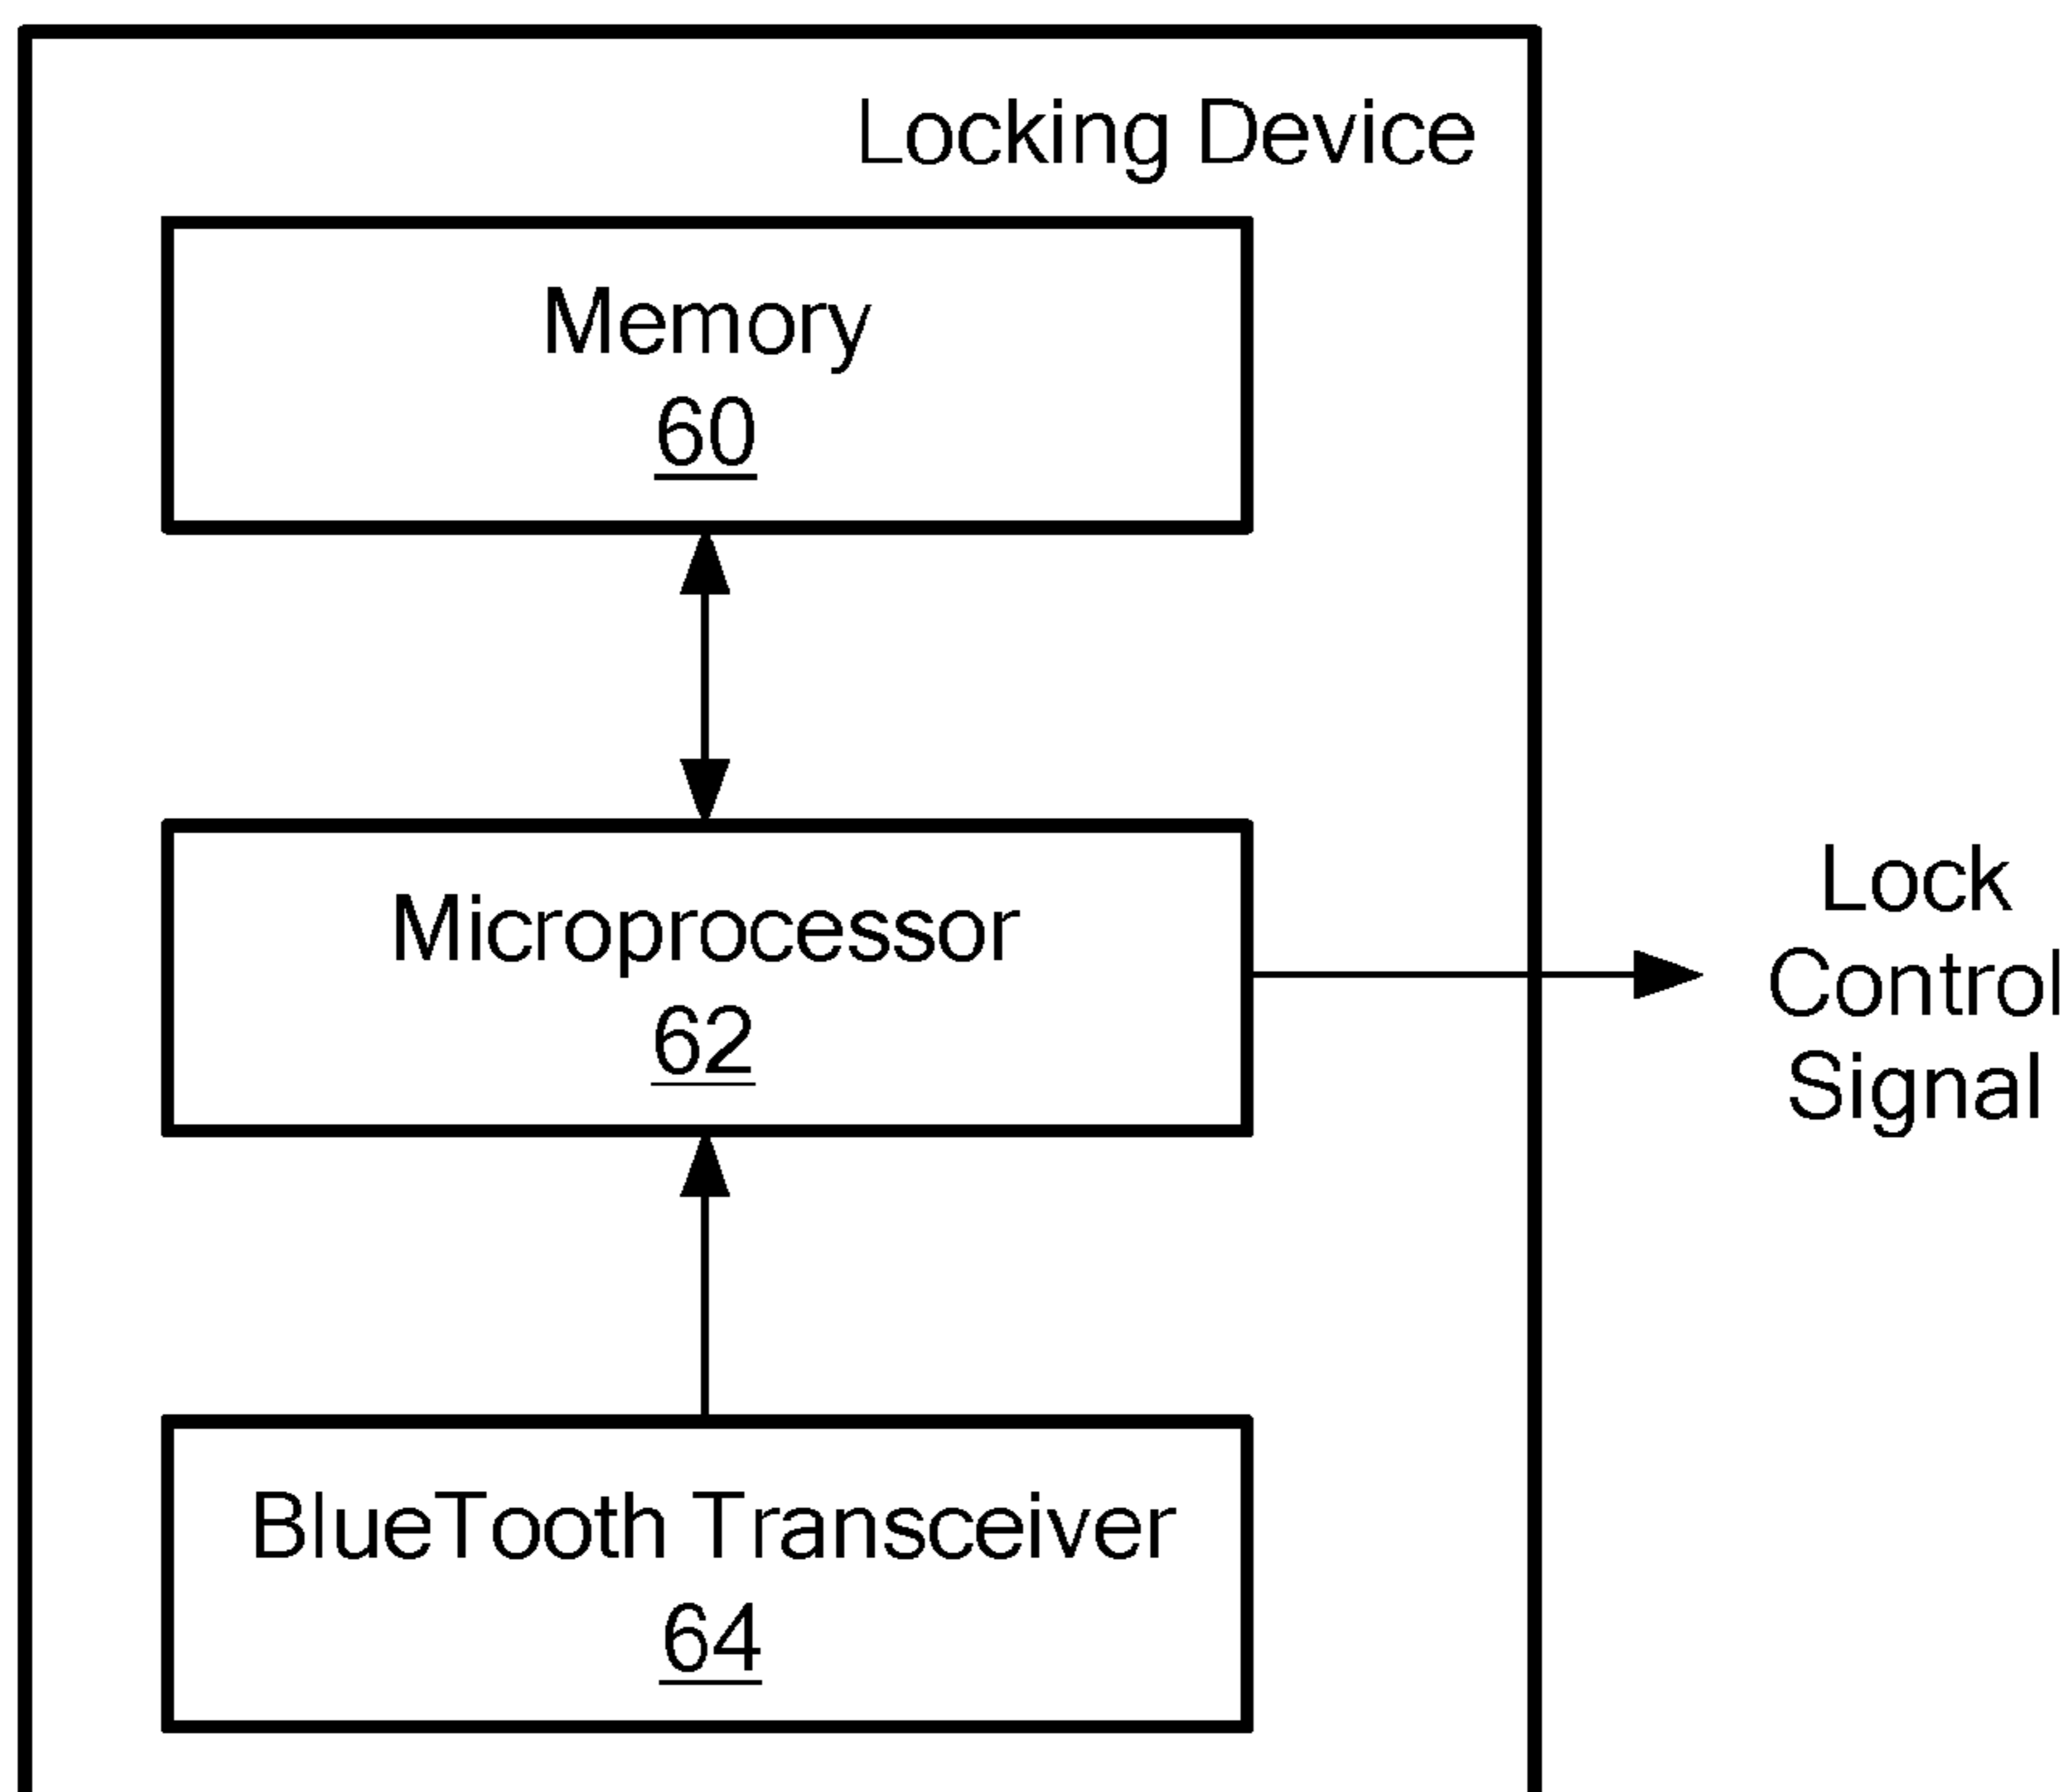 Locking Device
Memory
60
Microprocessor
62
Lock
Control
Signal
BlueTooth Transceiver
64